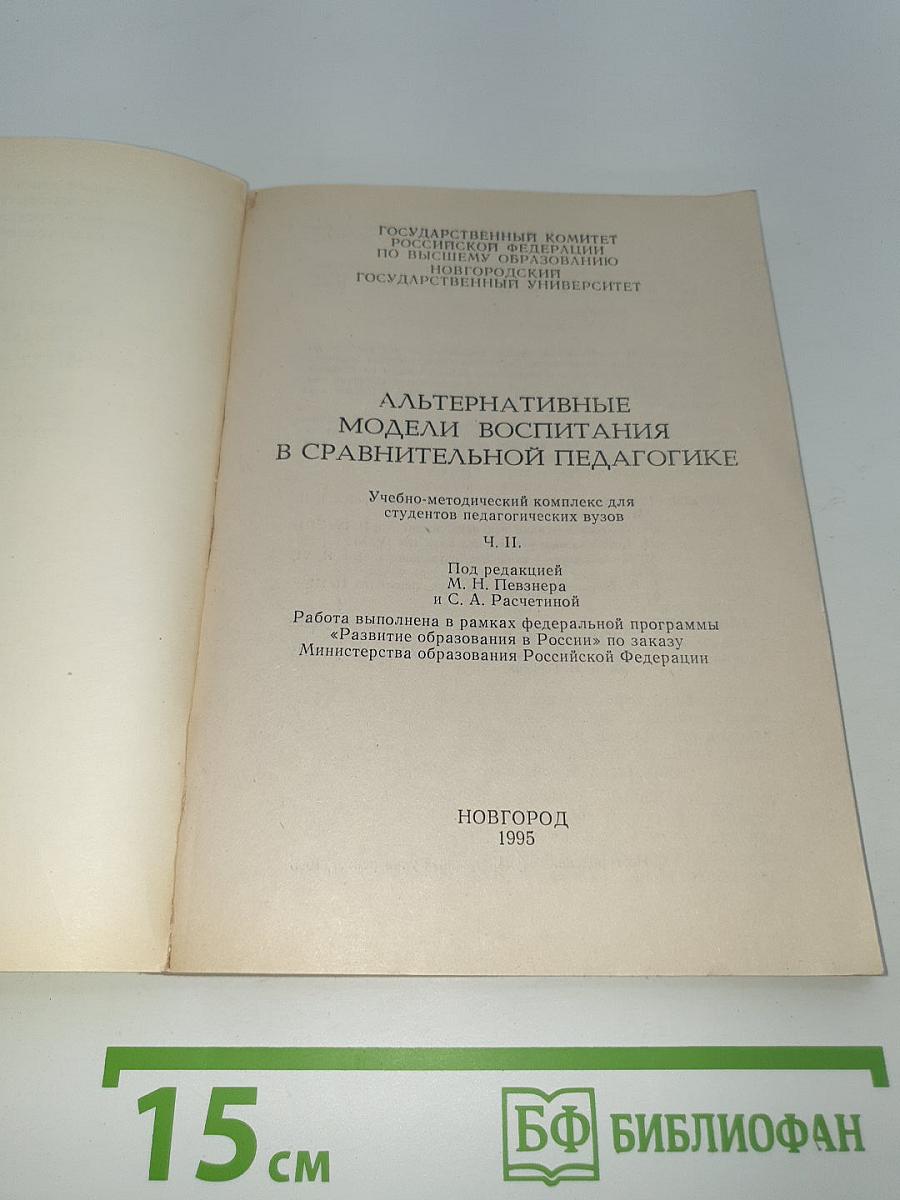 ГОСУДАРСТВЕННЫЙ КОМИТЕТ
РОССИЙСКОЙ ФЕДЕРАЦИИ
ПО ВЫСШЕМУ ОБРАЗОВАНИЮ
НОВГОРОДСКИЙ
ГОСУДАРСТВЕННЫЙ УНИВЕРСИТЕТ
АЛЬТЕРНАТИВНЫЕ
МОДЕЛИ ВОСПИТАНИЯ
В СРАВНИТЕЛЬНОЙ ПЕДАГОГИКЕ
Учебно-методический комплекс для
студентов педагогических вузов
Ч. II.
Под редакцией
М. Н. Певзнера
и С. А. Расчетиной
Работа выполнена в рамках федеральной программы
«Развитие образования в России» по заказу
Министерства образования Российской Федерации
НОВГОРОД
1995
15 см
БФ БИБЛИОФАН